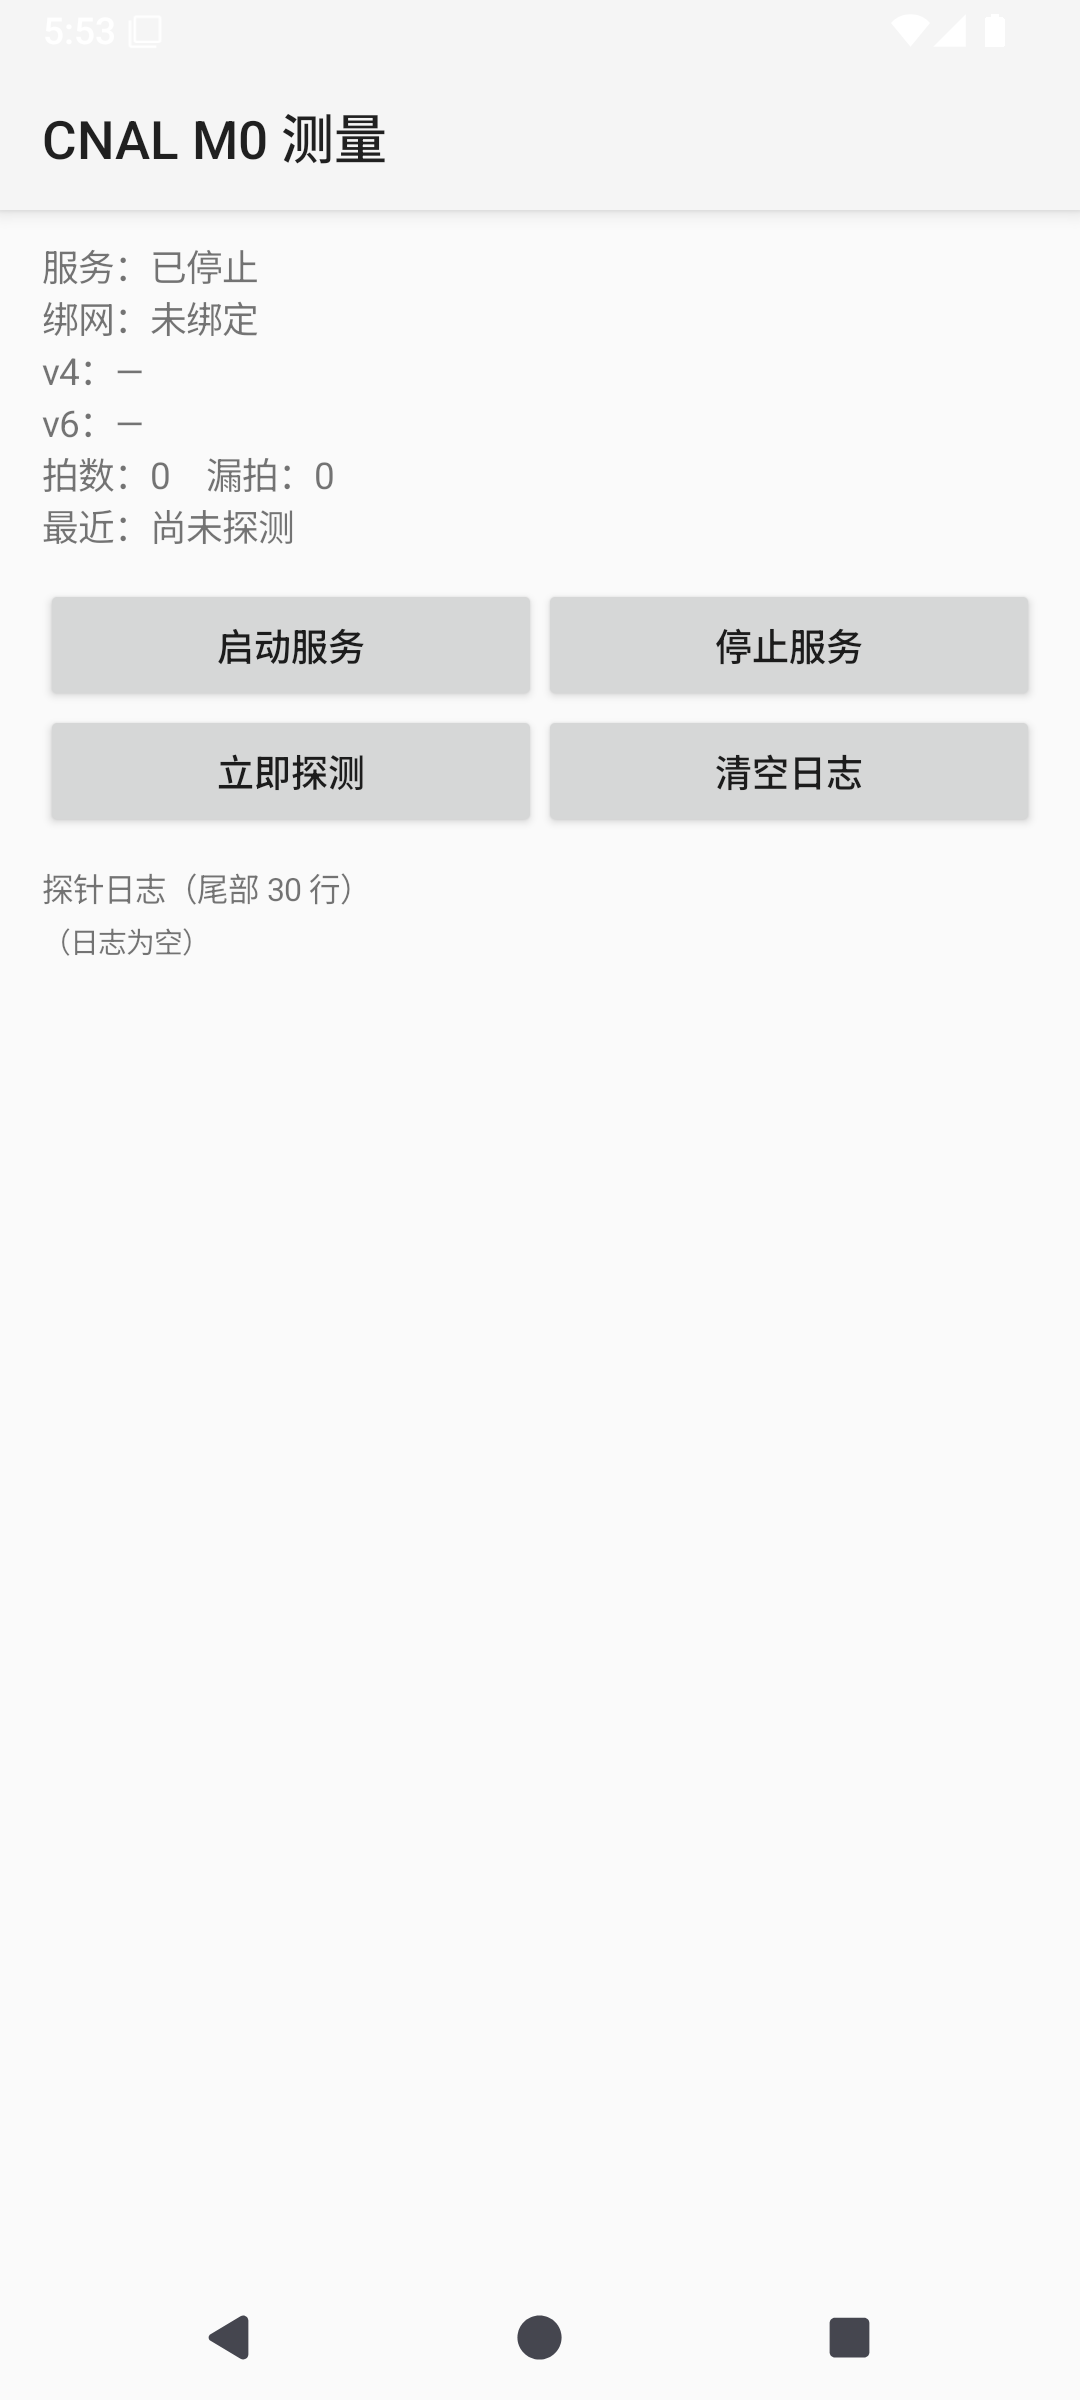 5:53
CNAL M0 测量
服务：已停止
绑网：未绑定
v4：—
v6：—
拍数：0 漏拍：0
最近：尚未探测
启动服务 停止服务
立即探测 清空日志
探针日志（尾部 30 行）
（日志为空）